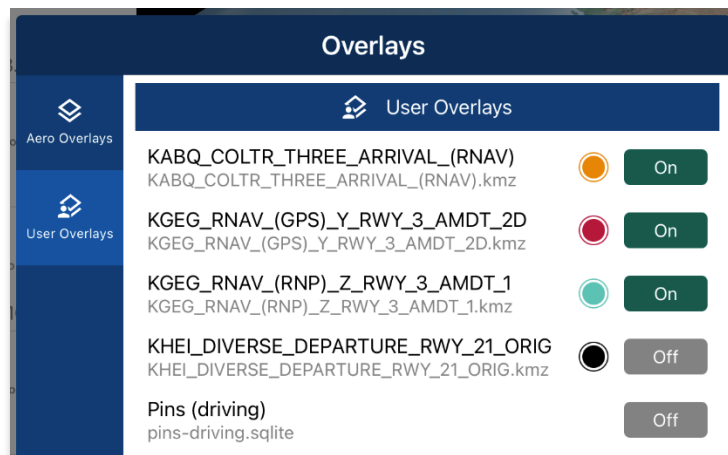 Overlays
Aero Overlays
User Overlays
User Overlays
KABQ_COLTR_THREE_ARRIVAL_(RNAV)
KABQ_COLTR_THREE_ARRIVAL_(RNAV).kmz
On
KGEG_RNAV_(GPS)_Y_RWY_3_AMDT_2D
KGEG_RNAV_(GPS)_Y_RWY_3_AMDT_2D.kmz
On
KGEG_RNAV_(RNP)_Z_RWY_3_AMDT_1
KGEG_RNAV_(RNP)_Z_RWY_3_AMDT_1.kmz
On
KHEI_DIVERSE_DEPARTURE_RWY_21_ORIG
KHEI_DIVERSE_DEPARTURE_RWY_21_ORIG.kmz
Off
Pins (driving)
pins-driving.sqlite
Off